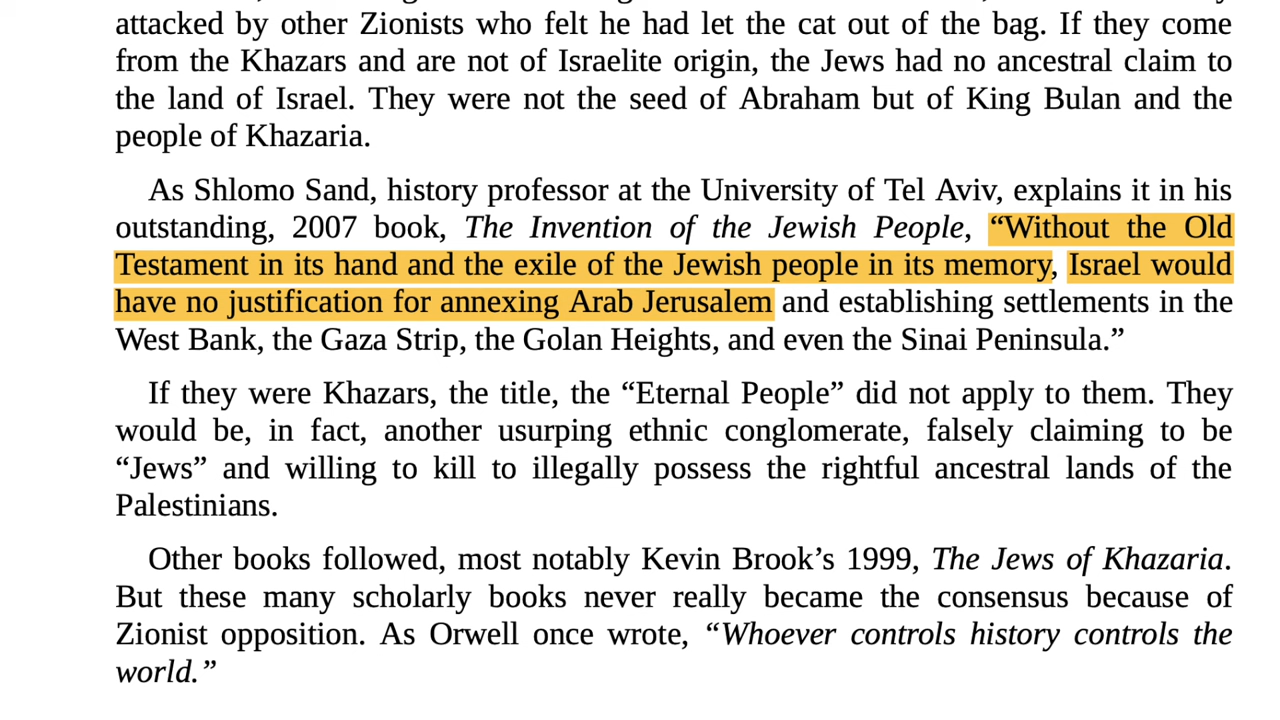 attacked by other Zionists who felt he had let the cat out of the bag. If they come
from the Khazars and are not of Israelite origin, the Jews had no ancestral claim to
the land of Israel. They were not the seed of Abraham but of King Bulan and the
people of Khazaria.
As Shlomo Sand, history professor at the University of Tel Aviv, explains it in his
outstanding, 2007 book, The Invention of the Jewish People, “Without the Old
Testament in its hand and the exile of the Jewish people in its memory, Israel would
have no justification for annexing Arab Jerusalem and establishing settlements in the
West Bank, the Gaza Strip, the Golan Heights, and even the Sinai Peninsula.”
If they were Khazars, the title, the “Eternal People” did not apply to them. They
would be, in fact, another usurping ethnic conglomerate, falsely claiming to be
“Jews” and willing to kill to illegally possess the rightful ancestral lands of the
Palestinians.
Other books followed, most notably Kevin Brook’s 1999, The Jews of Khazaria.
But these many scholarly books never really became the consensus because of
Zionist opposition. As Orwell once wrote, “Whoever controls history controls the
world.”